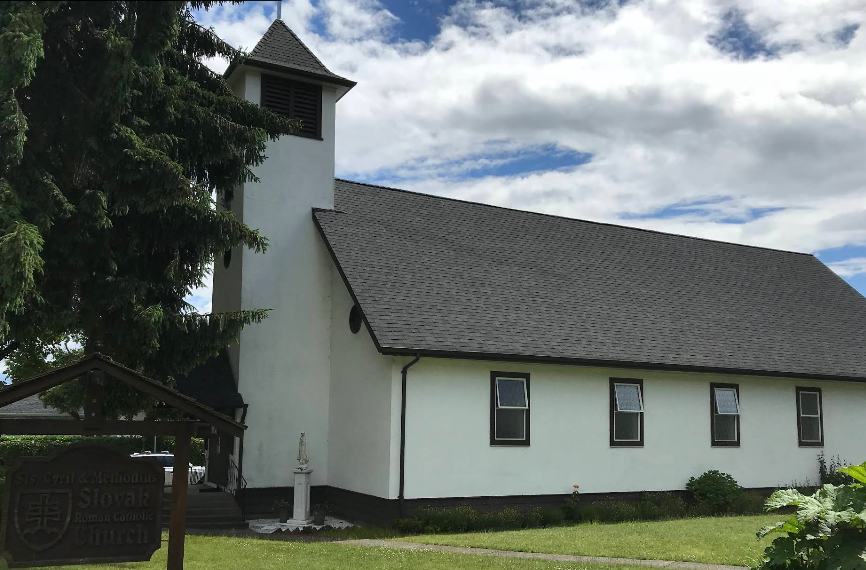 Sts. Cyril & Methodius
Slovak
Roman Catholic
Church